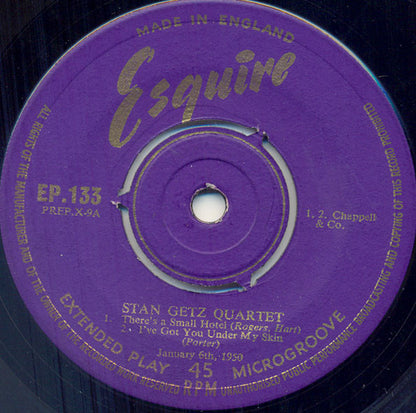 MADE IN ENGLAND
Esquire
EP.133
PREP.X-9A
1. 2. Chappell
& Co.
STAN GETZ QUARTET
1. There's a Small Hotel (Rogers, Hart)
2. I've Got You Under My Skin
(Porter)
January 6th, 1950
EXTENDED PLAY 45 MICROGROOVE
RPM
ALL RIGHTS OF THE MANUFACTURER AND OF THE OWNER OF THE RECORDED WORK RESERVED UNAUTHORISED PUBLIC PERFORMANCE BROADCASTING AND COPYING OF THIS RECORD PROHIBITED